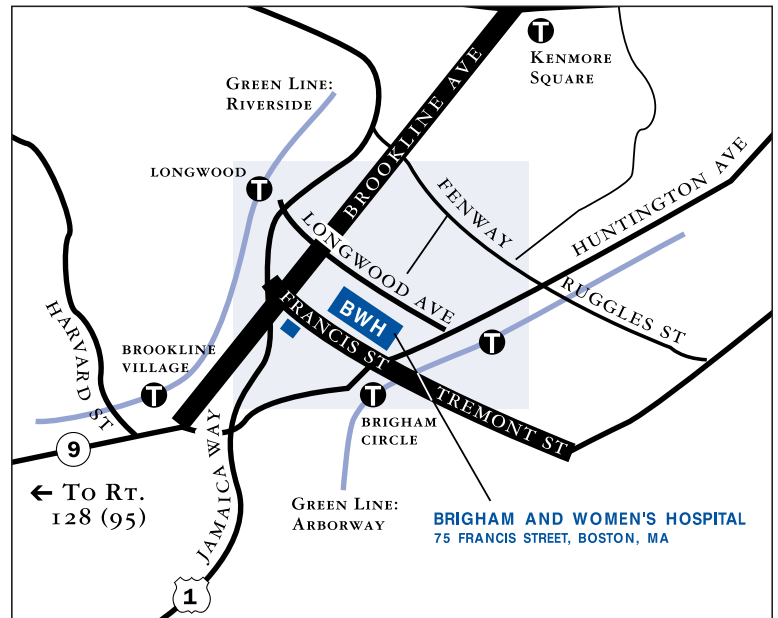 T
KENMORE
SQUARE
GREEN LINE:
RIVERSIDE
BROOKLINE AVE
LONGWOOD
T
FENWAY
HUNTINGTON AVE
LONGWOOD AVE
RUGGLES ST
BWH
FRANCIS ST
T
HARVARD ST
BROOKLINE
VILLAGE
T
T
TREMONT ST
BRIGHAM
CIRCLE
9
JAMAICA WAY
← TO RT.
128 (95)
GREEN LINE:
ARBORWAY
BRIGHAM AND WOMEN'S HOSPITAL
75 FRANCIS STREET, BOSTON, MA
1